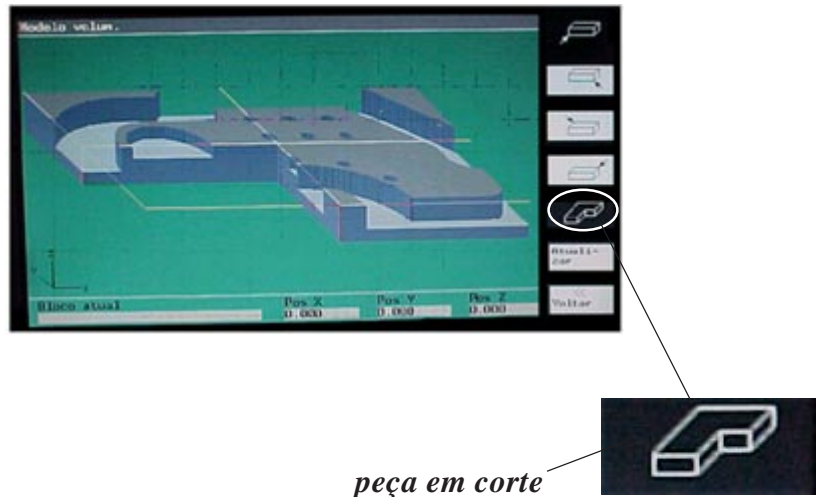 Modelo volum.
Atuali-
zar
Bloco atual
Pos X
Pos Y
Pos Z
0.000
0.000
0.000
Voltar
peça em corte